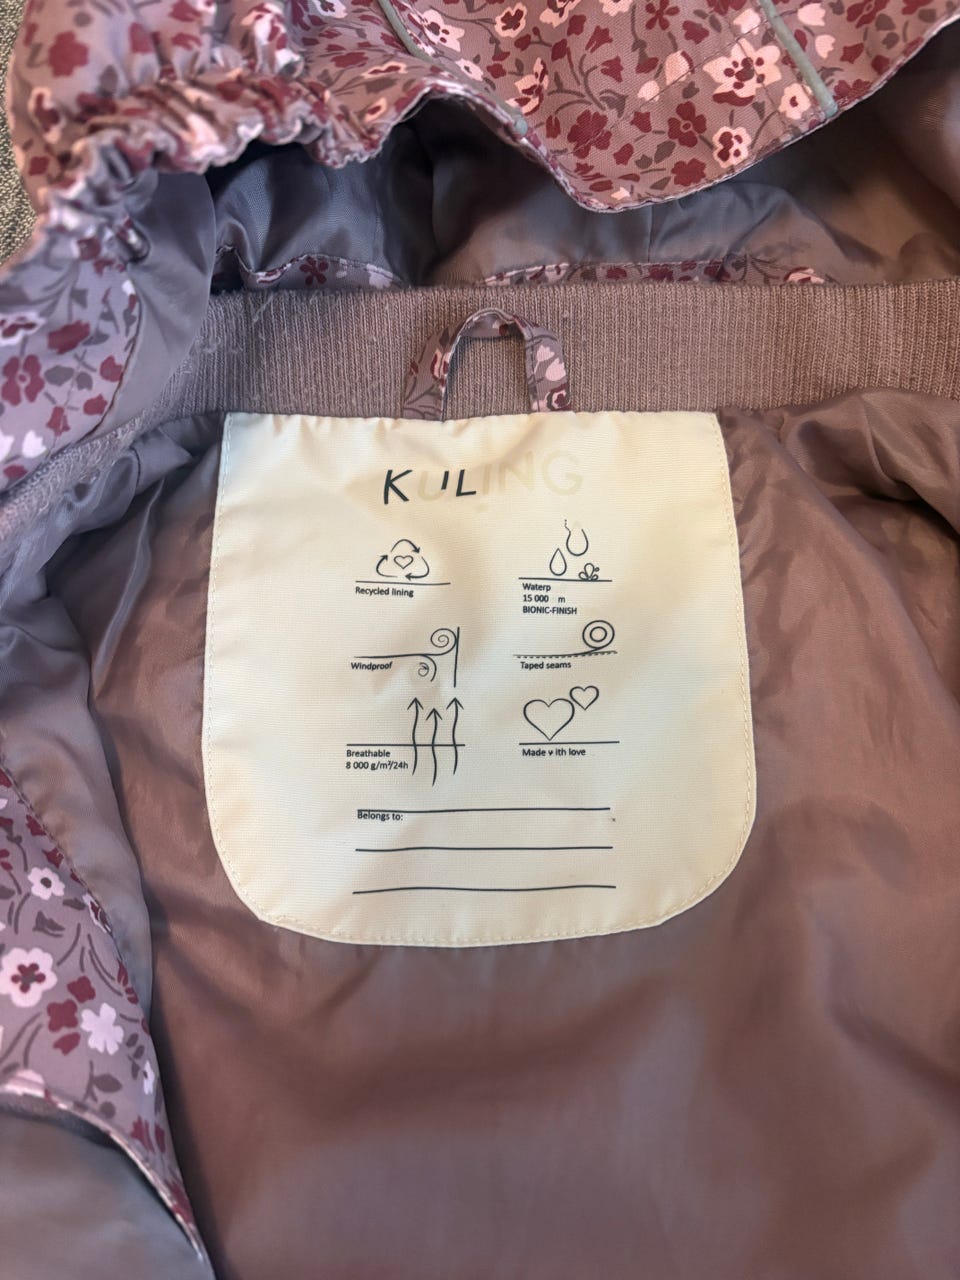 KULING
Recycled lining
Waterp
15 000 m
BIONIC-FINISH
Windproof
Taped seams
Breathable
8 000 g/m²/24h
Made with love
Belongs to: